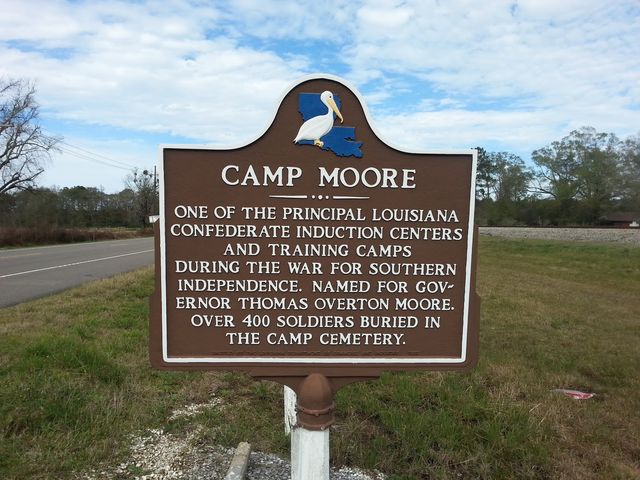 CAMP MOORE
ONE OF THE PRINCIPAL LOUISIANA
CONFEDERATE INDUCTION CENTERS
AND TRAINING CAMPS
DURING THE WAR FOR SOUTHERN
INDEPENDENCE. NAMED FOR GOV-
ERNOR THOMAS OVERTON MOORE.
OVER 400 SOLDIERS BURIED IN
THE CAMP CEMETERY.